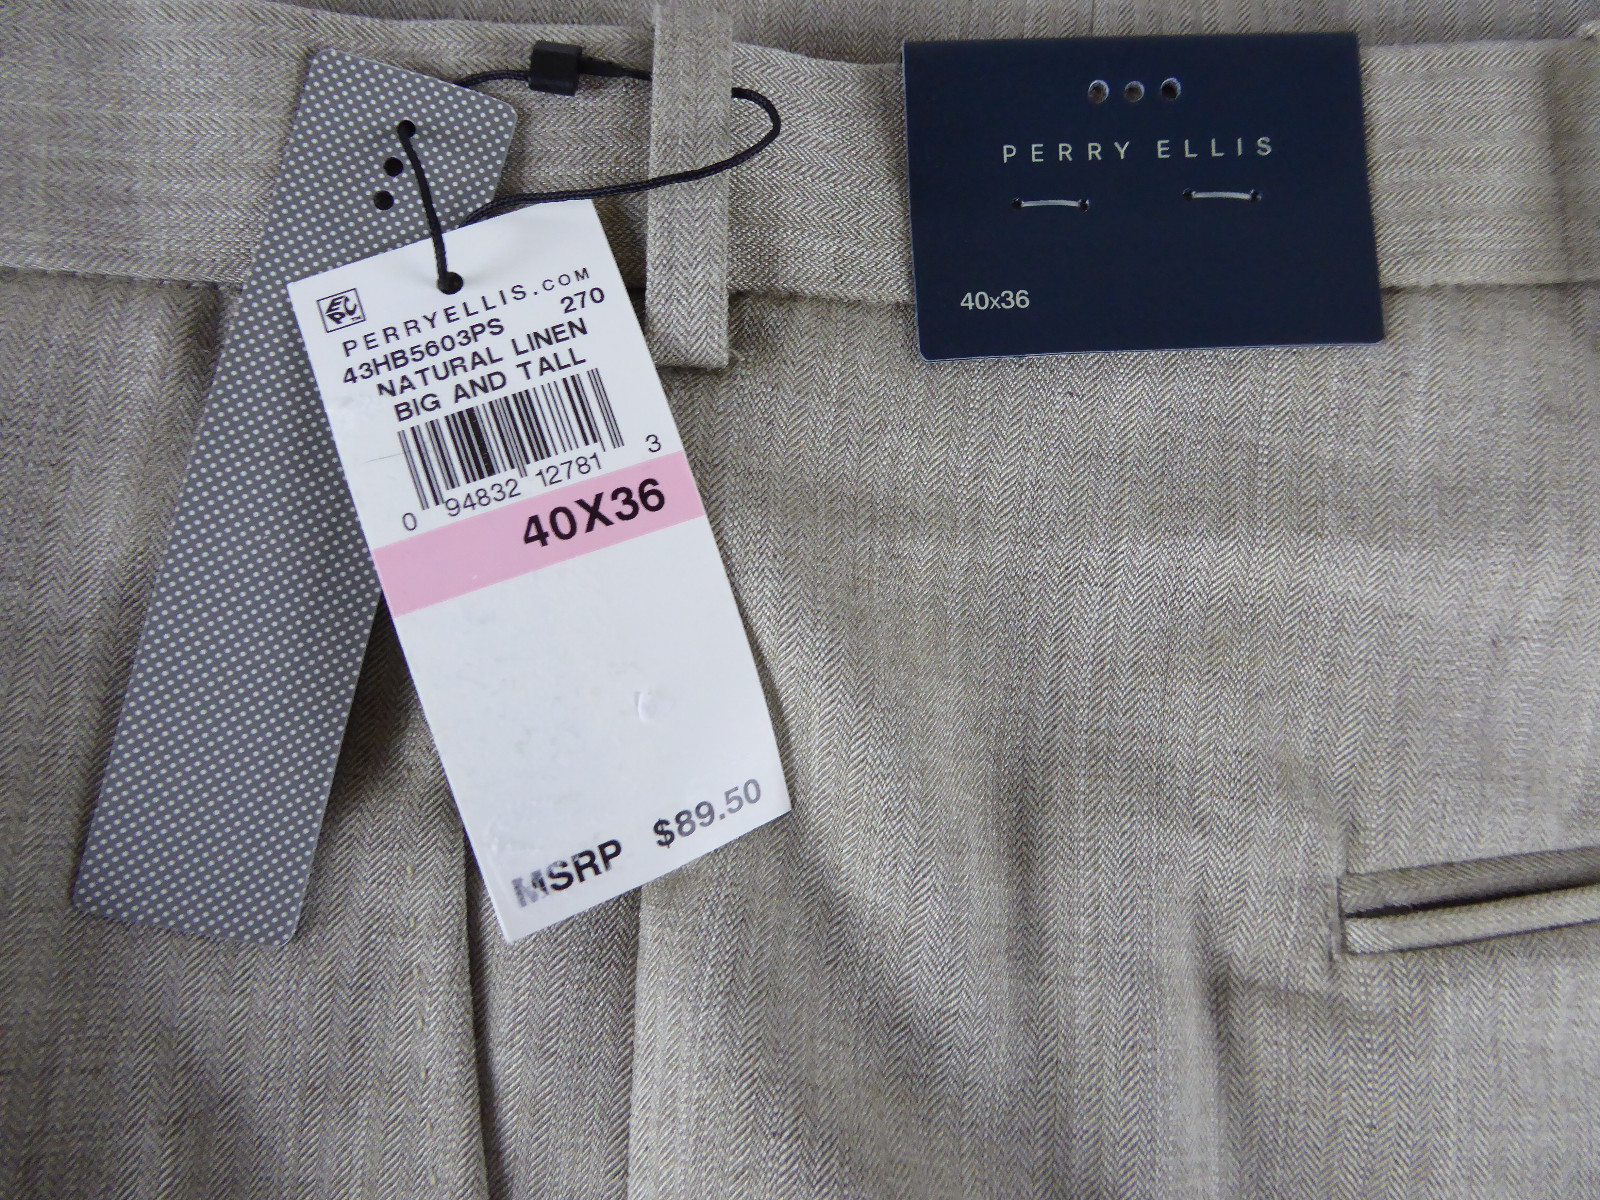 PERRYELLIS.COM
43HB5603PS 270
NATURAL LINEN
BIG AND TALL
0 94832 12781 3
40X36
MSRP $89.50
PERRY ELLIS
40x36